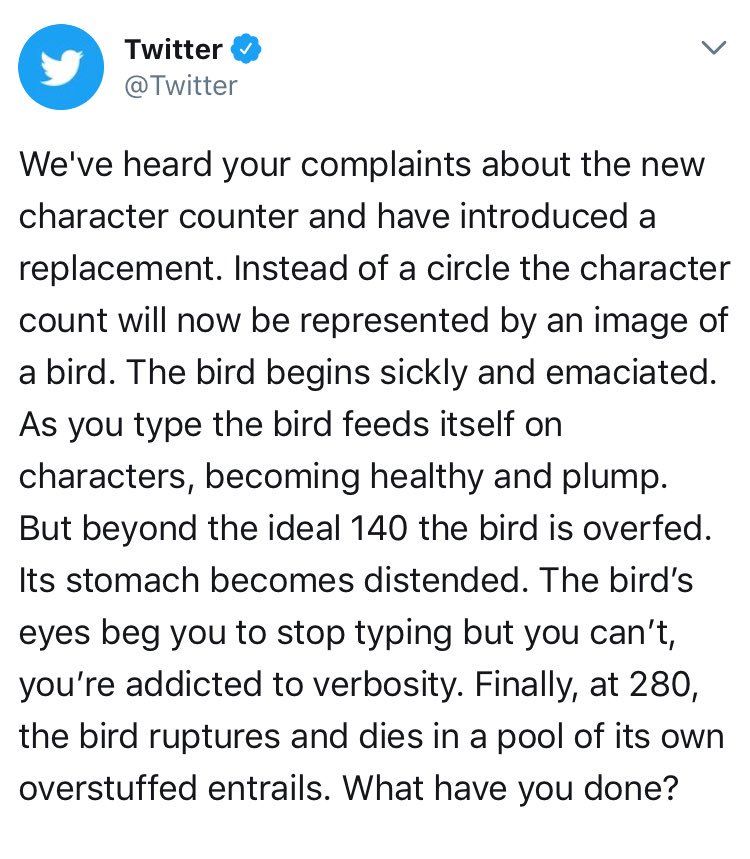 Twitter
@Twitter
We've heard your complaints about the new
character counter and have introduced a
replacement. Instead of a circle the character
count will now be represented by an image of
a bird. The bird begins sickly and emaciated.
As you type the bird feeds itself on
characters, becoming healthy and plump.
But beyond the ideal 140 the bird is overfed.
Its stomach becomes distended. The bird’s
eyes beg you to stop typing but you can’t,
you’re addicted to verbosity. Finally, at 280,
the bird ruptures and dies in a pool of its own
overstuffed entrails. What have you done?